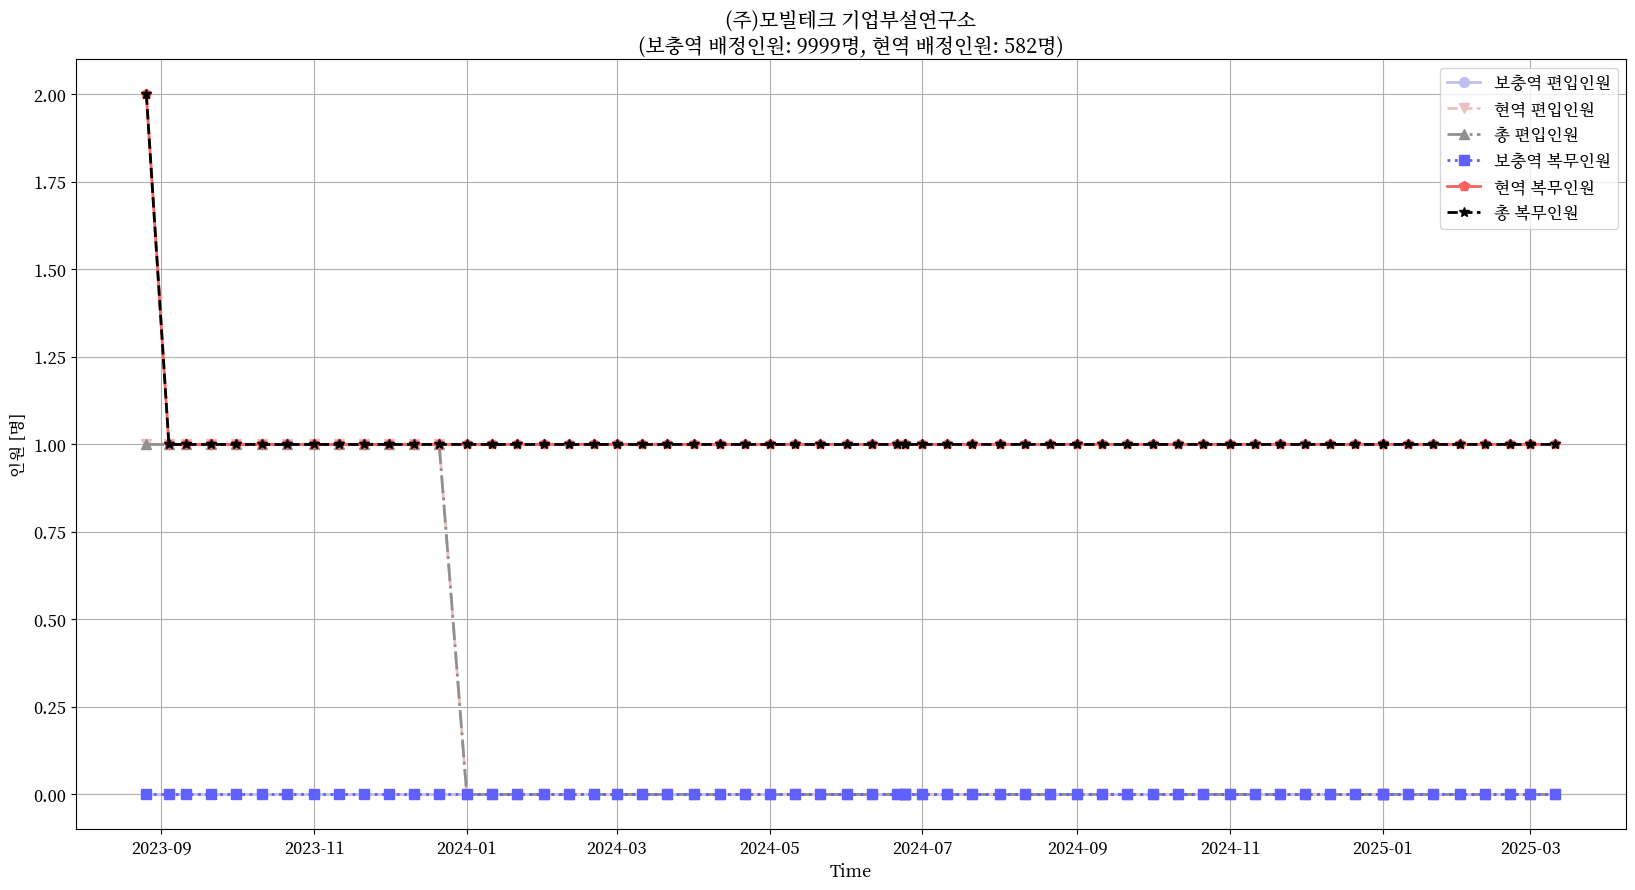 (주)모빌테크 기업부설연구소
(보충역 배정인원: 9999명, 현역 배정인원: 582명)
보충역 편입인원
현역 편입인원
총 편입인원
보충역 복무인원
현역 복무인원
총 복무인원
2.00
1.75
1.50
1.25
1.00
0.75
0.50
0.25
0.00
인원 [명]
2023-09
2023-11
2024-01
2024-03
2024-05
2024-07
2024-09
2024-11
2025-01
2025-03
Time